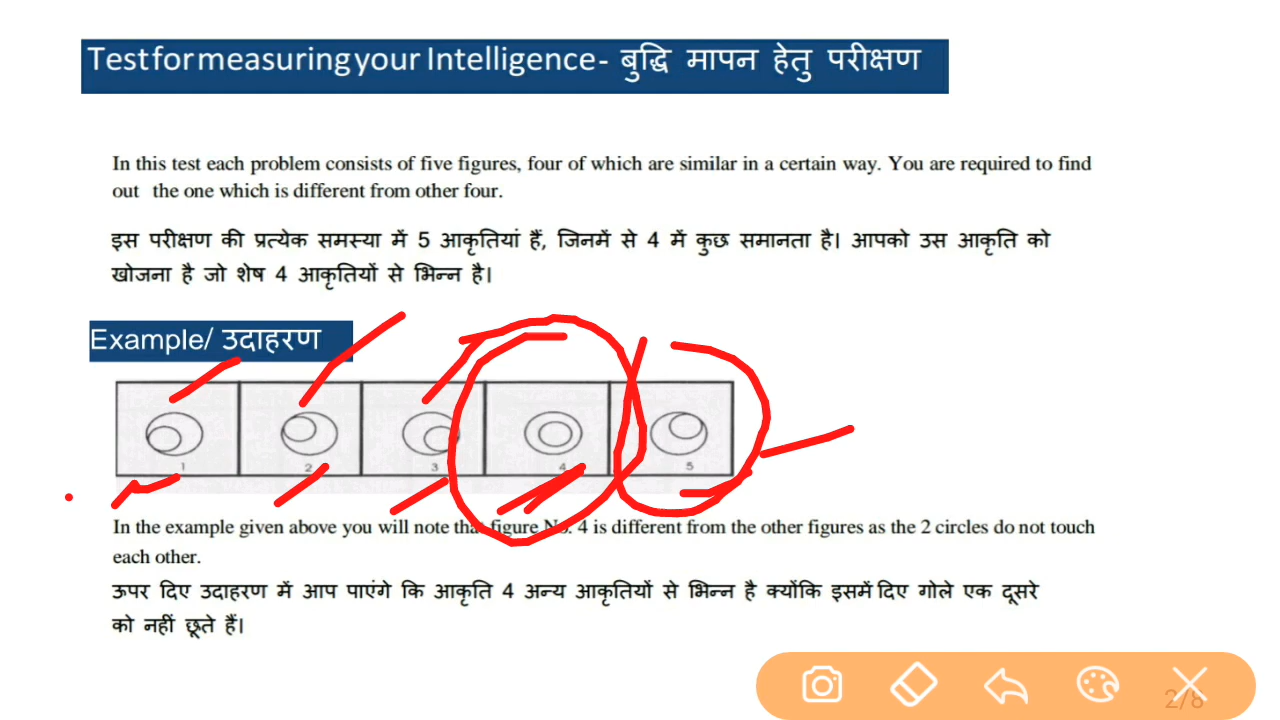 Test for measuring your Intelligence- बुद्धि मापन हेतु परीक्षण
In this test each problem consists of five figures, four of which are similar in a certain way. You are required to find
out the one which is different from other four.
इस परीक्षण की प्रत्येक समस्या में 5 आकृतियां हैं, जिनमें से 4 में कुछ समानता है। आपको उस आकृति को
खोजना है जो शेष 4 आकृतियों से भिन्न है।
Example/ उदाहरण
1 2 3 4 5
In the example given above you will note that figure No. 4 is different from the other figures as the 2 circles do not touch
each other.
ऊपर दिए उदाहरण में आप पाएंगे कि आकृति 4 अन्य आकृतियों से भिन्न है क्योंकि इसमें दिए गोले एक दूसरे
को नहीं छूते हैं।
2/8